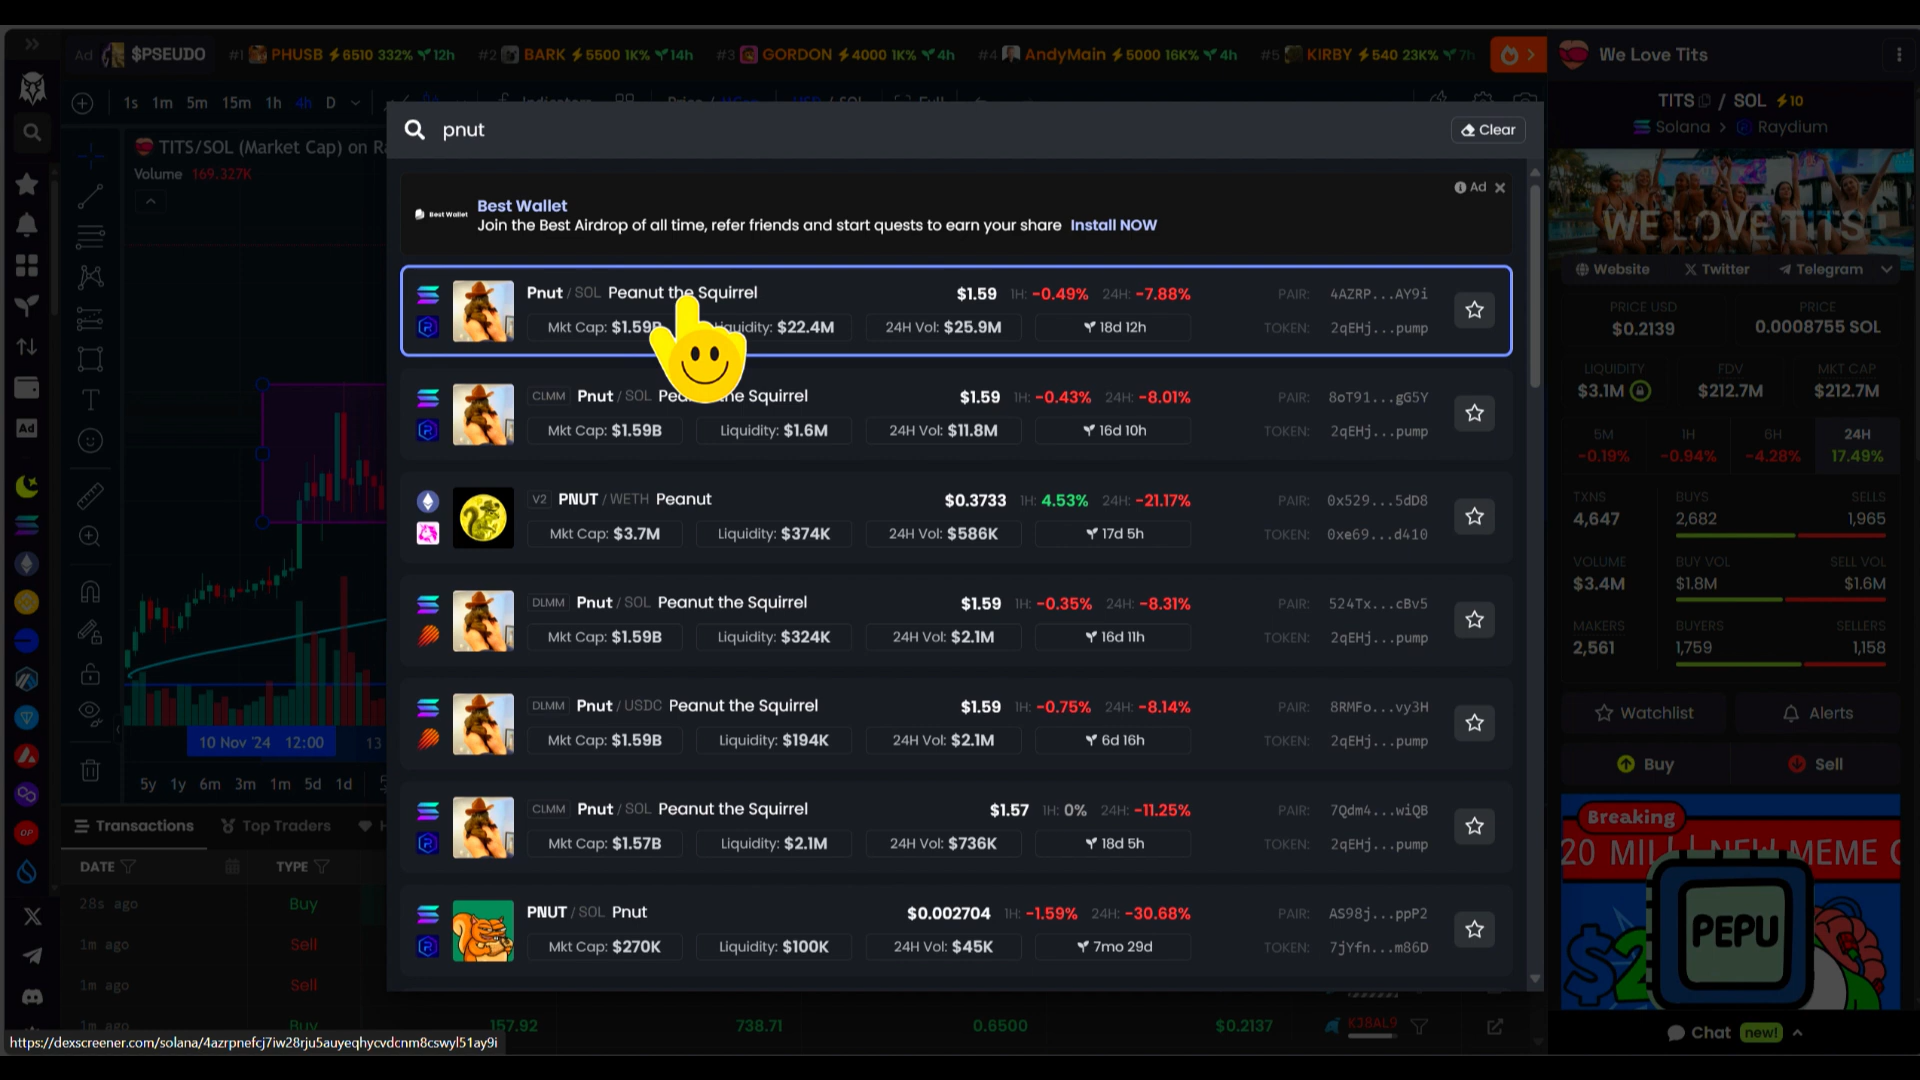 Ad $PSEUDO #1 PHUSB 6510 332% 12h #2 BARK 5500 1K% 14h #3 GORDON 4000 1K% 4h #4 AndyMain 5000 16K% 4h #5 KIRBY 540 23K% 7h We Love Tits
1s 1m 5m 15m 1h 4h D
TITS / SOL 10
Solana > Raydium
pnut Clear
TITS/SOL (Market Cap) on
Volume 169.327K
Ad
Best Wallet
Best Wallet
Join the Best Airdrop of all time, refer friends and start quests to earn your share Install NOW
WE LOVE TITS
Website Twitter Telegram
Pnut / SOL Peanut the Squirrel $1.59 1H: -0.49% 24H: -7.88% PAIR: 4AZRP...AY9i
Mkt Cap: $1.59B Liquidity: $22.4M 24H Vol: $25.9M 18d 12h TOKEN: 2qEHj...pump
PRICE USD PRICE
$0.2139 0.0008755 SOL
LIQUIDITY FDV MKT CAP
$3.1M $212.7M $212.7M
CLMM Pnut / SOL the Squirrel $1.59 1H: -0.43% 24H: -8.01% PAIR: 8oT91...gG5Y
Mkt Cap: $1.59B Liquidity: $1.6M 24H Vol: $11.8M 16d 10h TOKEN: 2qEHj...pump
5M 1H 6H 24H
-0.19% -0.94% -4.28% 17.49%
V2 PNUT / WETH Peanut $0.3733 1H: 4.53% 24H: -21.17% PAIR: 0x529...5dD8
Mkt Cap: $3.7M Liquidity: $374K 24H Vol: $586K 17d 5h TOKEN: 0xe69...d410
TXNS BUYS SELLS
4,647 2,682 1,965
VOLUME BUY VOL SELL VOL
$3.4M $1.8M $1.6M
DLMM Pnut / SOL Peanut the Squirrel $1.59 1H: -0.35% 24H: -8.31% PAIR: 524Tx...cBv5
Mkt Cap: $1.59B Liquidity: $324K 24H Vol: $2.1M 16d 11h TOKEN: 2qEHj...pump
MAKERS BUYERS SELLERS
2,561 1,759 1,158
DLMM Pnut / USDC Peanut the Squirrel $1.59 1H: -0.75% 24H: -8.14% PAIR: 8RMFo...vy3H
Mkt Cap: $1.59B Liquidity: $194K 24H Vol: $2.1M 6d 16h TOKEN: 2qEHj...pump
Watchlist Alerts
Buy Sell
10 Nov '24 12:00 13
5y 1y 6m 3m 1m 5d 1d
CLMM Pnut / SOL Peanut the Squirrel $1.57 1H: 0% 24H: -11.25% PAIR: 7Qdm4...wiQB
Mkt Cap: $1.57B Liquidity: $2.1M 24H Vol: $736K 18d 5h TOKEN: 2qEHj...pump
Transactions Top Traders H
DATE TYPE
PNUT / SOL Pnut $0.002704 1H: -1.59% 24H: -30.68% PAIR: AS98j...ppP2
Mkt Cap: $270K Liquidity: $100K 24H Vol: $45K 7mo 29d TOKEN: 7jYfn...m86D
28s ago Buy
1m ago Sell
1m ago Sell
1m ago Buy 157.92 738.71 0.6500 $0.2137 KJ8AL9
Breaking
NEW MEME
PEPU
Ad
OP
Chat new!
https://dexscreener.com/solana/4azrpnefcj7iw28rju5auyeqhycvdcnm8cswyl51ay9i